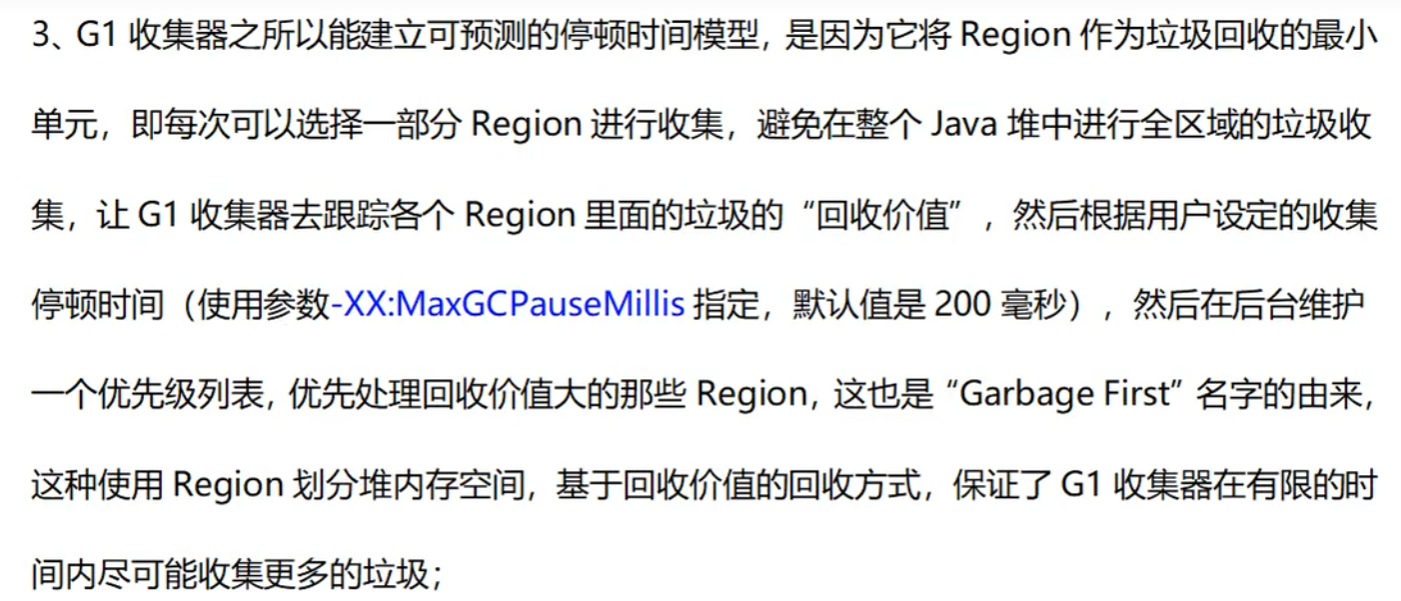 3、G1 收集器之所以能建立可预测的停顿时间模型，是因为它将 Region 作为垃圾回收的最小
单元，即每次可以选择一部分 Region 进行收集，避免在整个 Java 堆中进行全区域的垃圾收
集，让 G1 收集器去跟踪各个 Region 里面的垃圾的“回收价值”，然后根据用户设定的收集
停顿时间（使用参数-XX:MaxGCPauseMillis 指定，默认值是 200 毫秒），然后在后台维护
一个优先级列表，优先处理回收价值大的那些 Region，这也是“Garbage First”名字的由来，
这种使用 Region 划分堆内存空间，基于回收价值的回收方式，保证了 G1 收集器在有限的时
间内尽可能收集更多的垃圾；